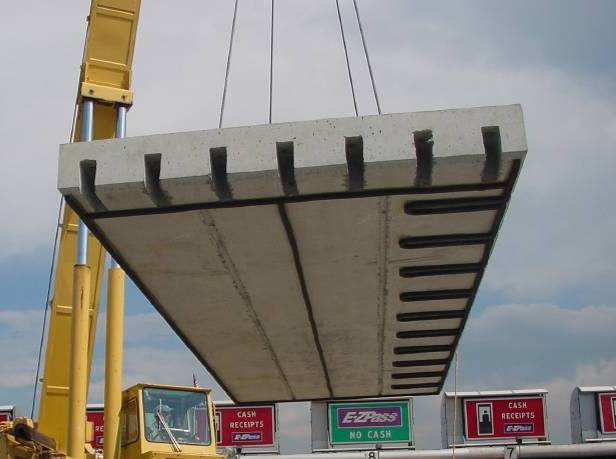 CASH
RECEIPTS
E-ZPass
E-ZPass
NO CASH
CASH
RECEIPTS
E-ZPass
8
7